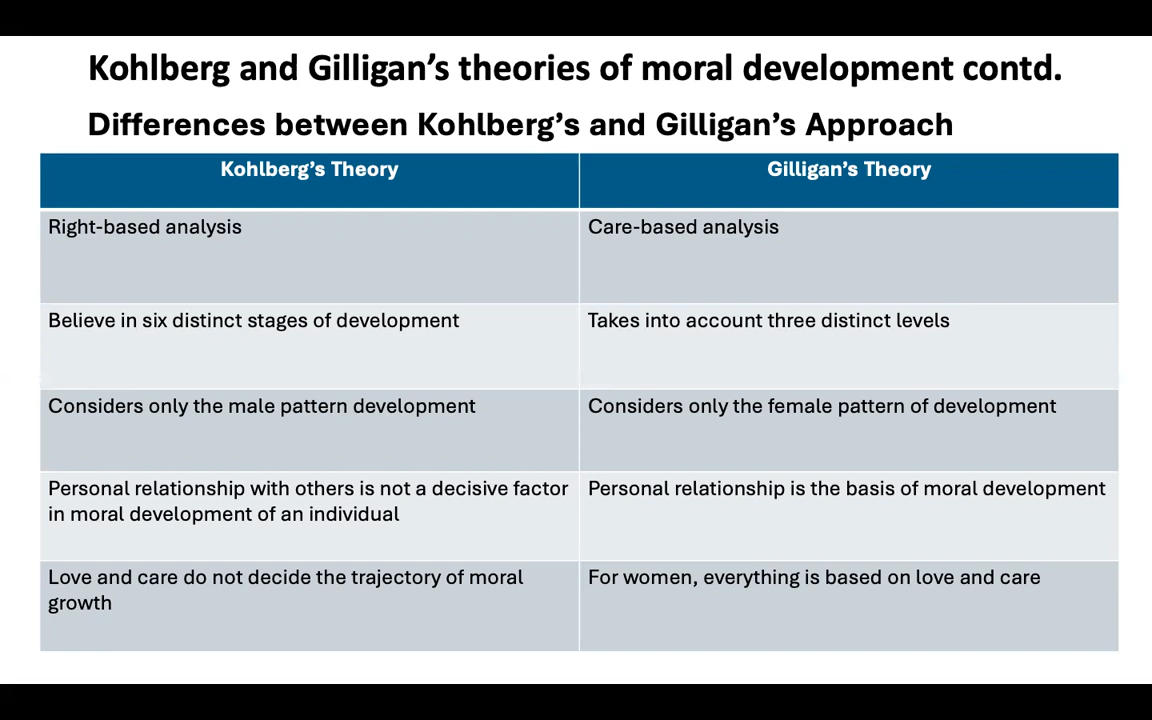 Kohlberg and Gilligan’s theories of moral development contd.
Differences between Kohlberg’s and Gilligan’s Approach
Kohlberg’s Theory
Gilligan’s Theory
Right-based analysis
Care-based analysis
Believe in six distinct stages of development
Takes into account three distinct levels
Considers only the male pattern development
Considers only the female pattern of development
Personal relationship with others is not a decisive factor
in moral development of an individual
Personal relationship is the basis of moral development
Love and care do not decide the trajectory of moral
growth
For women, everything is based on love and care